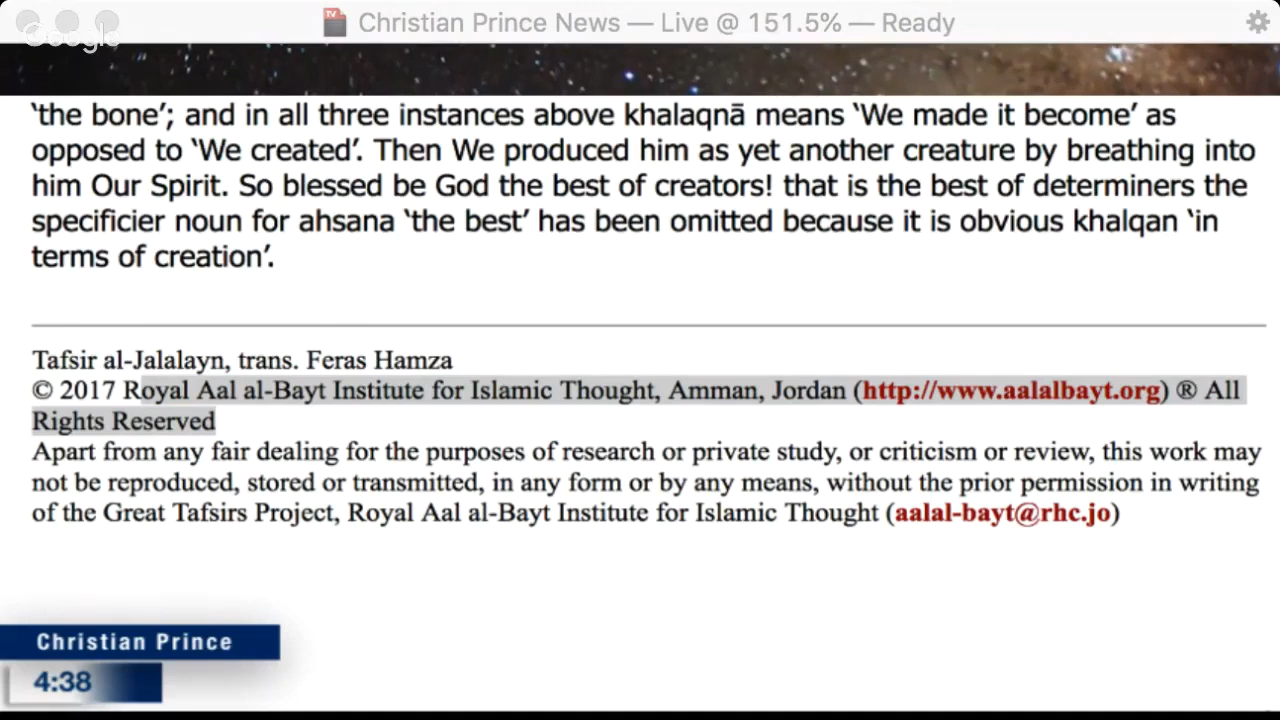 Christian Prince News — Live @ 151.5% — Ready
Google
‘the bone’; and in all three instances above khalaqnā means ‘We made it become’ as
opposed to ‘We created’. Then We produced him as yet another creature by breathing into
him Our Spirit. So blessed be God the best of creators! that is the best of determiners the
specificier noun for ahsana ‘the best’ has been omitted because it is obvious khalqan ‘in
terms of creation’.
Tafsir al-Jalalayn, trans. Feras Hamza
© 2017 Royal Aal al-Bayt Institute for Islamic Thought, Amman, Jordan (http://www.aalalbayt.org) ® All
Rights Reserved
Apart from any fair dealing for the purposes of research or private study, or criticism or review, this work may
not be reproduced, stored or transmitted, in any form or by any means, without the prior permission in writing
of the Great Tafsirs Project, Royal Aal al-Bayt Institute for Islamic Thought (aalal-bayt@rhc.jo)
Christian Prince
4:38